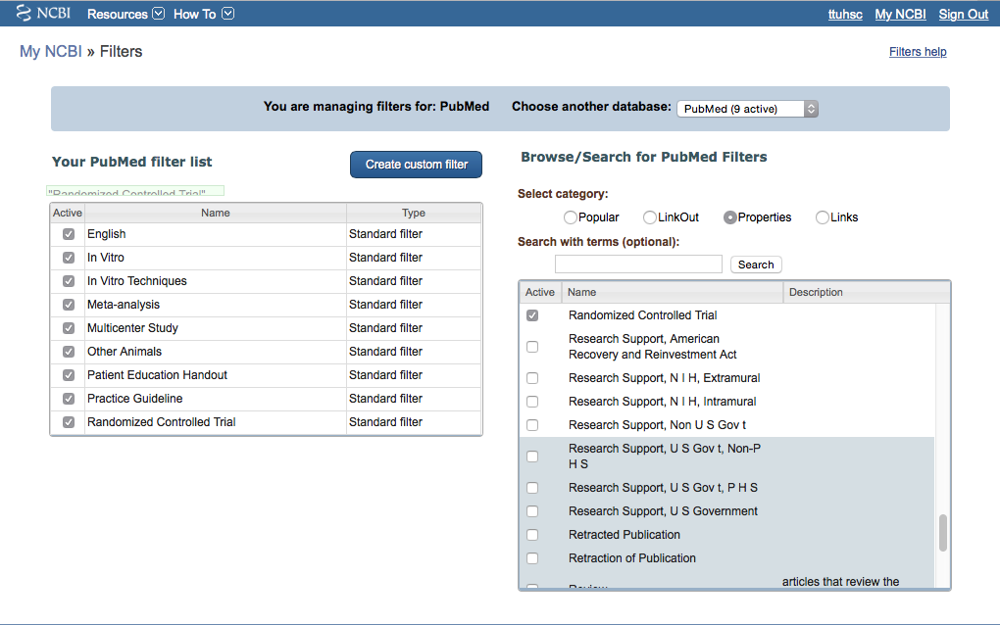 NCBI Resources How To ttuhsc My NCBI Sign Out
My NCBI » Filters
Filters help
You are managing filters for: PubMed Choose another database: PubMed (9 active)
Your PubMed filter list
Create custom filter
"Randomized Controlled Trial"
Active Name Type
English Standard filter
In Vitro Standard filter
In Vitro Techniques Standard filter
Meta-analysis Standard filter
Multicenter Study Standard filter
Other Animals Standard filter
Patient Education Handout Standard filter
Practice Guideline Standard filter
Randomized Controlled Trial Standard filter
Browse/Search for PubMed Filters
Select category:
Popular LinkOut Properties Links
Search with terms (optional):
Search
Active Name Description
Randomized Controlled Trial
Research Support, American
Recovery and Reinvestment Act
Research Support, N I H, Extramural
Research Support, N I H, Intramural
Research Support, Non U S Gov t
Research Support, U S Gov t, Non-P
H S
Research Support, U S Gov t, P H S
Research Support, U S Government
Retracted Publication
Retraction of Publication
Review articles that review the